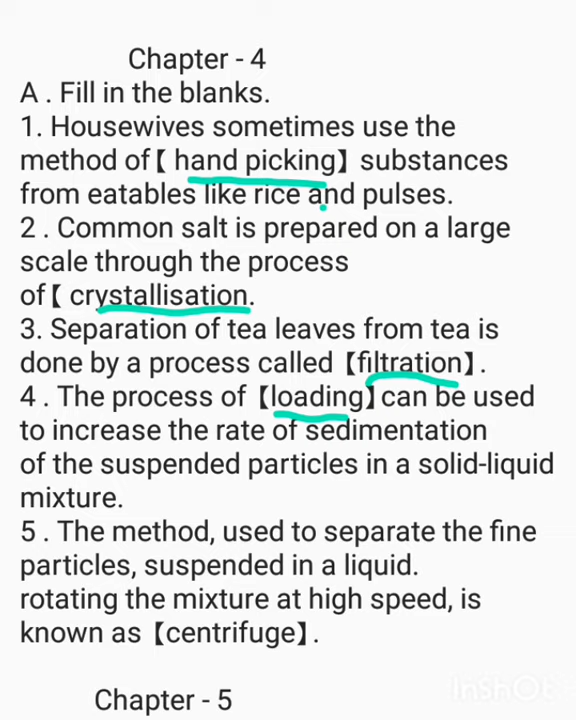 Chapter - 4
A . Fill in the blanks.
1. Housewives sometimes use the
method of【 hand picking】 substances
from eatables like rice and pulses.
2 . Common salt is prepared on a large
scale through the process
of【 crystallisation.
3. Separation of tea leaves from tea is
done by a process called 【filtration】.
4 . The process of 【loading】can be used
to increase the rate of sedimentation
of the suspended particles in a solid-liquid
mixture.
5 . The method, used to separate the fine
particles, suspended in a liquid.
rotating the mixture at high speed, is
known as 【centrifuge】.
Chapter - 5
InShOt